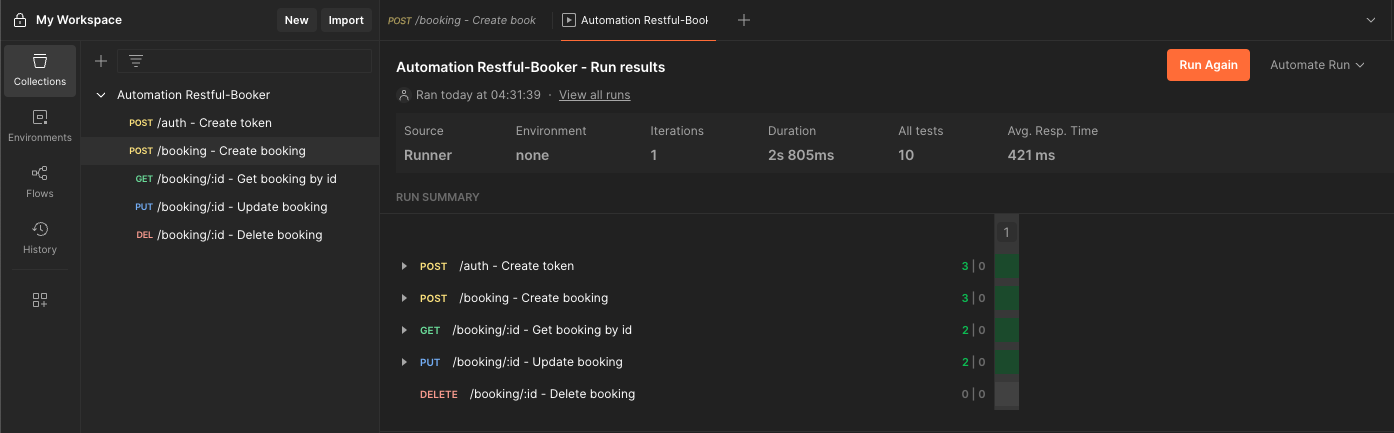 My Workspace
New
Import
POST /booking - Create book
Automation Restful-Book
Collections
Environments
Flows
History
Automation Restful-Booker
POST /auth - Create token
POST /booking - Create booking
GET /booking/:id - Get booking by id
PUT /booking/:id - Update booking
DEL /booking/:id - Delete booking
Automation Restful-Booker - Run results
Run Again
Automate Run
Ran today at 04:31:39 · View all runs
Source Environment Iterations Duration All tests Avg. Resp. Time
Runner none 1 2s 805ms 10 421 ms
RUN SUMMARY
1
POST /auth - Create token 3 | 0
POST /booking - Create booking 3 | 0
GET /booking/:id - Get booking by id 2 | 0
PUT /booking/:id - Update booking 2 | 0
DELETE /booking/:id - Delete booking 0 | 0